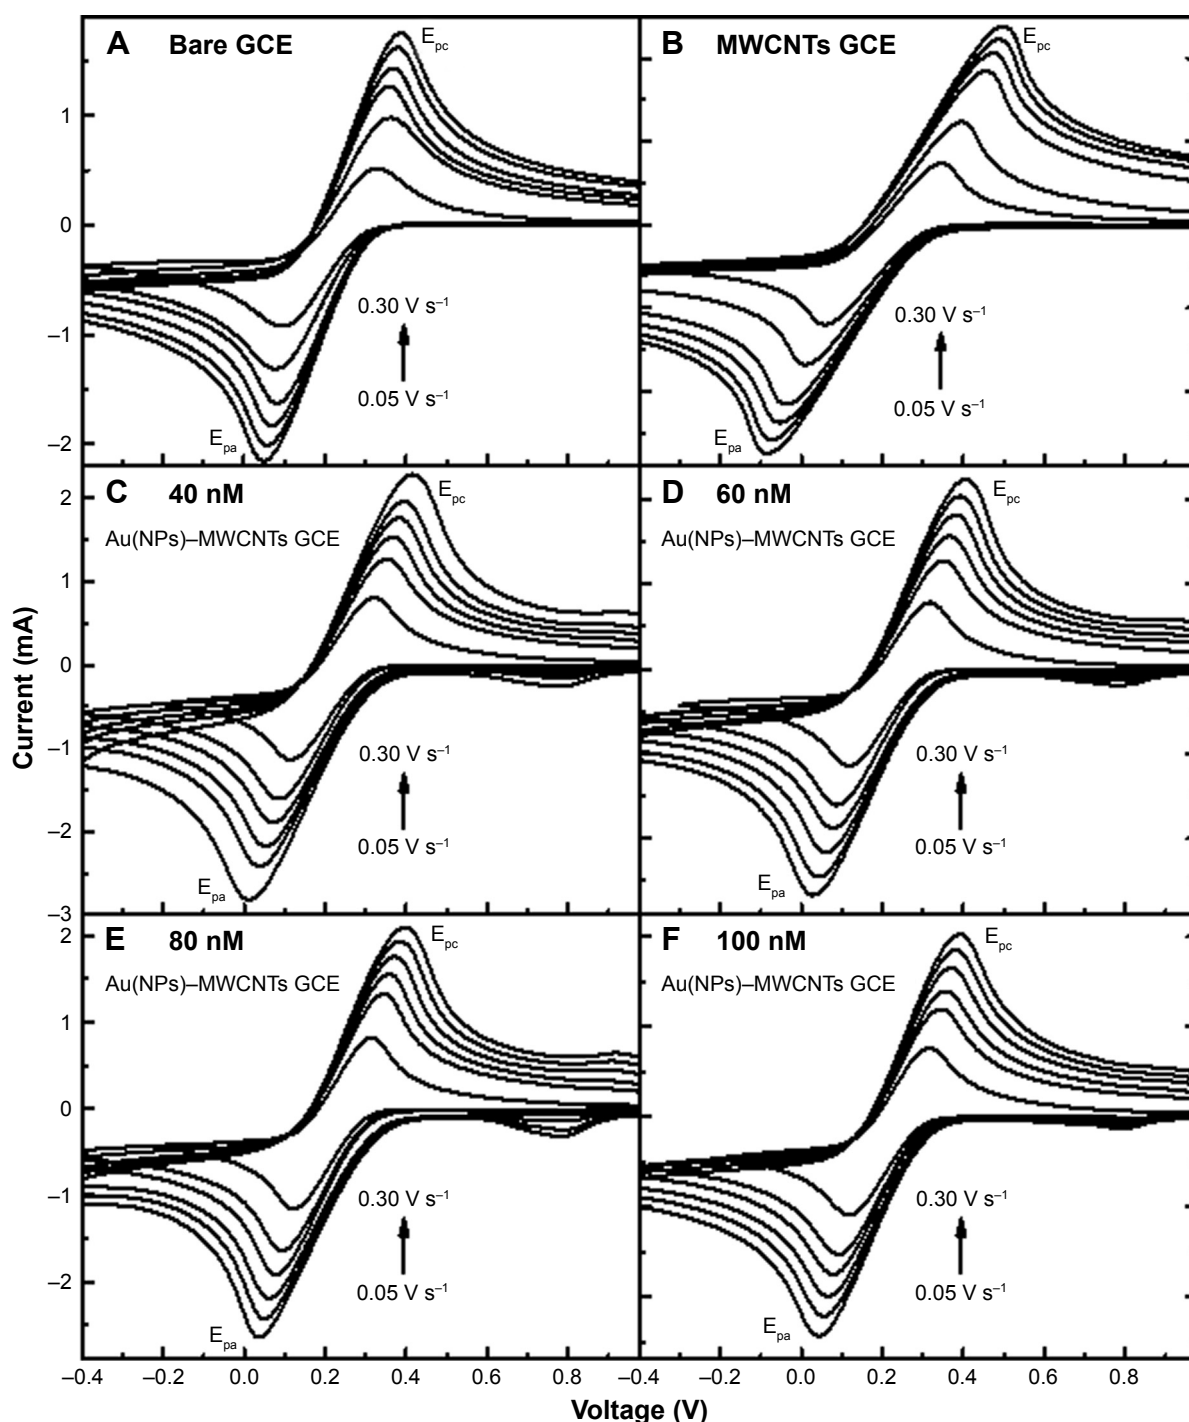 A Bare GCE
E_pc
B MWCNTs GCE
1
0
–1
–2
0.30 V s⁻¹
0.05 V s⁻¹
E_pa
0.30 V s⁻¹
0.05 V s⁻¹
E_pa
C 40 nM
Au(NPs)–MWCNTs GCE
E_pc
D 60 nM
Au(NPs)–MWCNTs GCE
E_pc
2
1
0
–1
–2
–3
0.30 V s⁻¹
0.05 V s⁻¹
E_pa
0.30 V s⁻¹
0.05 V s⁻¹
E_pa
Current (mA)
E 80 nM
Au(NPs)–MWCNTs GCE
E_pc
F 100 nM
Au(NPs)–MWCNTs GCE
E_pc
2
1
0
–1
–2
0.30 V s⁻¹
0.05 V s⁻¹
E_pa
0.30 V s⁻¹
0.05 V s⁻¹
E_pa
–0.4 –0.2 0.0 0.2 0.4 0.6 0.8 –0.4 –0.2 0.0 0.2 0.4 0.6 0.8
Voltage (V)